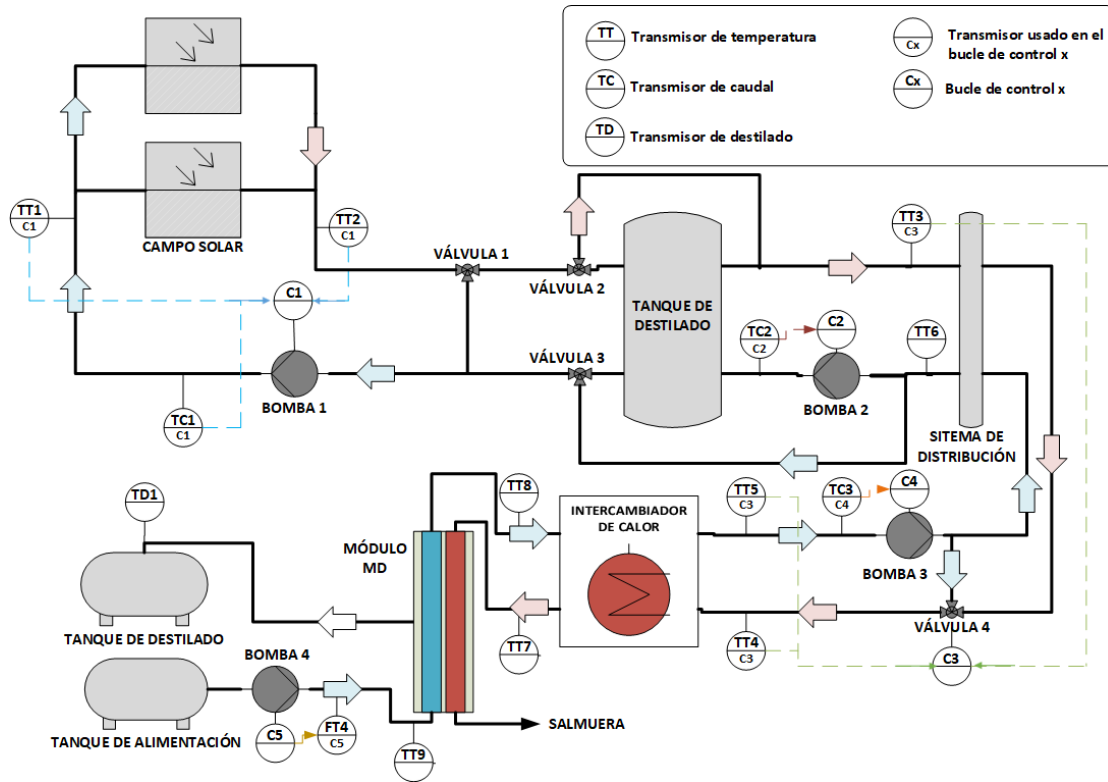 TT
Transmisor de temperatura
Cx
Transmisor usado en el
bucle de control x
TC
Transmisor de caudal
Cx
Bucle de control x
TD
Transmisor de destilado
TT1
C1
CAMPO SOLAR
TT2
C1
VÁLVULA 1
VÁLVULA 2
TANQUE DE
DESTILADO
TT3
C3
C1
VÁLVULA 3
TC2
C2
C2
TT6
BOMBA 1
BOMBA 2
TC1
C1
SITEMA DE
DISTRIBUCIÓN
TD1
TT8
INTERCAMBIADOR
DE CALOR
TT5
C3
TC3
C4
C4
MÓDULO
MD
BOMBA 3
TANQUE DE DESTILADO
TT7
TT4
C3
VÁLVULA 4
C3
BOMBA 4
C5
FT4
C5
TANQUE DE ALIMENTACIÓN
TT9
SALMUERA